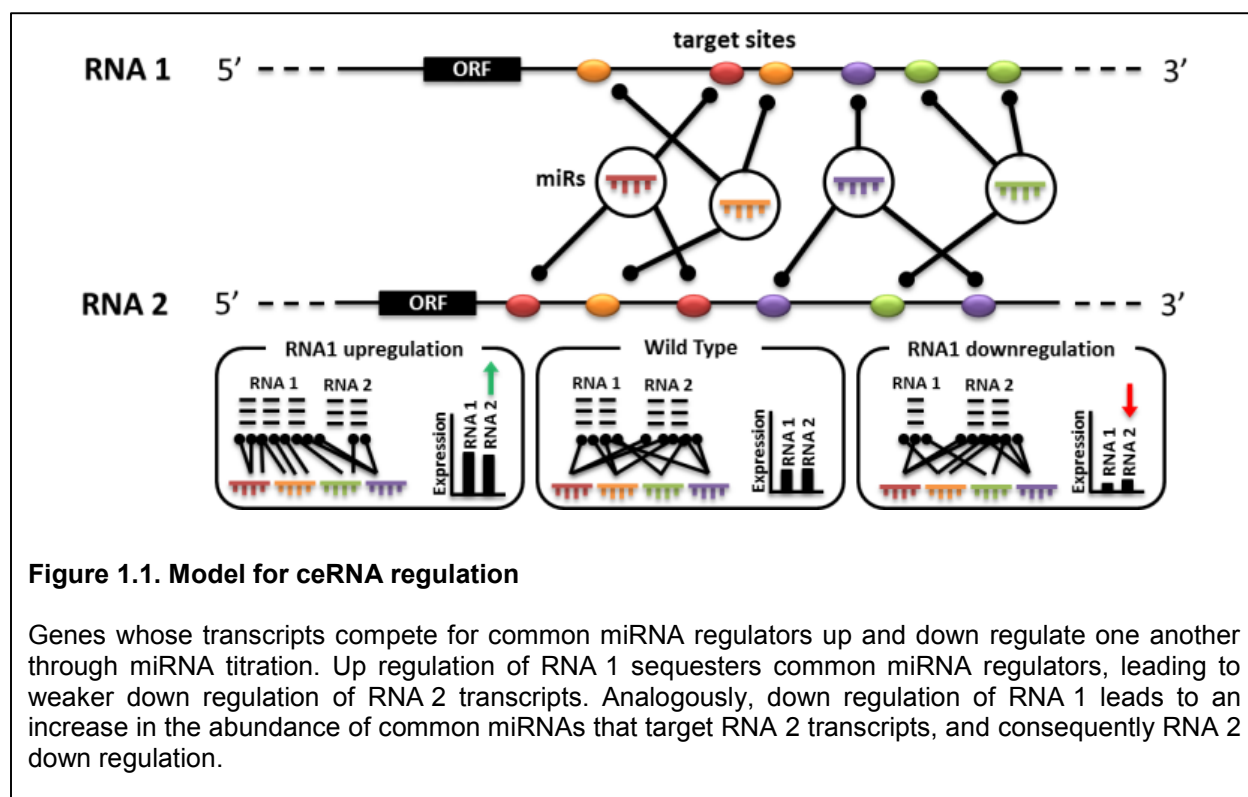 target sites
RNA 1 5’ ORF 3’
miRs
RNA 2 5’ ORF 3’
RNA1 upregulation
RNA 1 RNA 2
Expression
RNA 1
RNA 2
Wild Type
RNA 1 RNA 2
Expression
RNA 1
RNA 2
RNA1 downregulation
RNA 1 RNA 2
Expression
RNA 1
RNA 2
Figure 1.1. Model for ceRNA regulation
Genes whose transcripts compete for common miRNA regulators up and down regulate one another
through miRNA titration. Up regulation of RNA 1 sequesters common miRNA regulators, leading to
weaker down regulation of RNA 2 transcripts. Analogously, down regulation of RNA 1 leads to an
increase in the abundance of common miRNAs that target RNA 2 transcripts, and consequently RNA 2
down regulation.